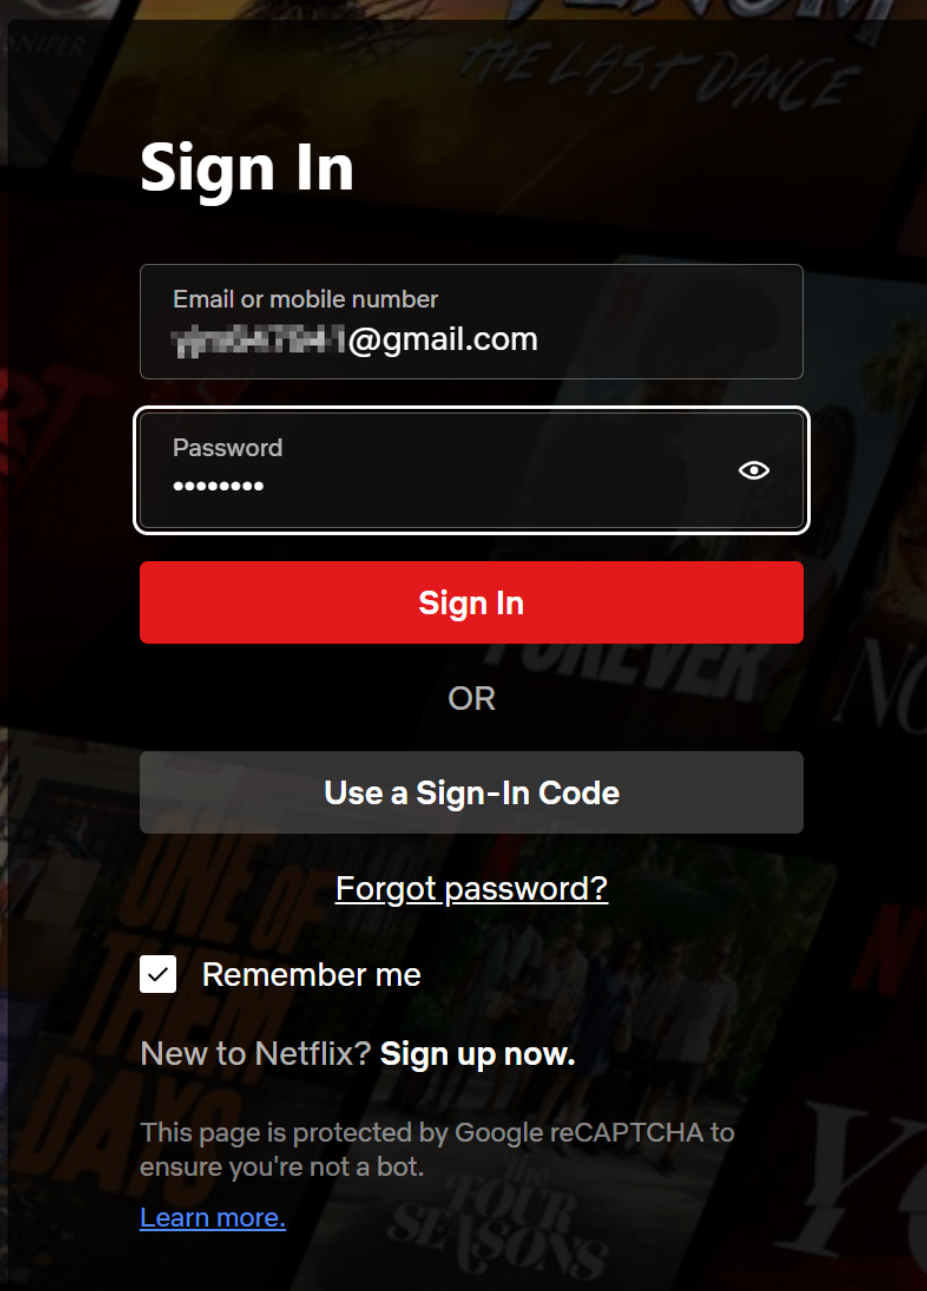 SNIPER
VENOM
THE LAST DANCE
Sign In
Email or mobile number
@gmail.com
Password
Sign In
FOREVER
OR
Use a Sign-In Code
Forgot password?
Remember me
New to Netflix? Sign up now.
ONE OF
THEM
DAYS
This page is protected by Google reCAPTCHA to
ensure you're not a bot.
Learn more.
The
FOUR
SEASONS